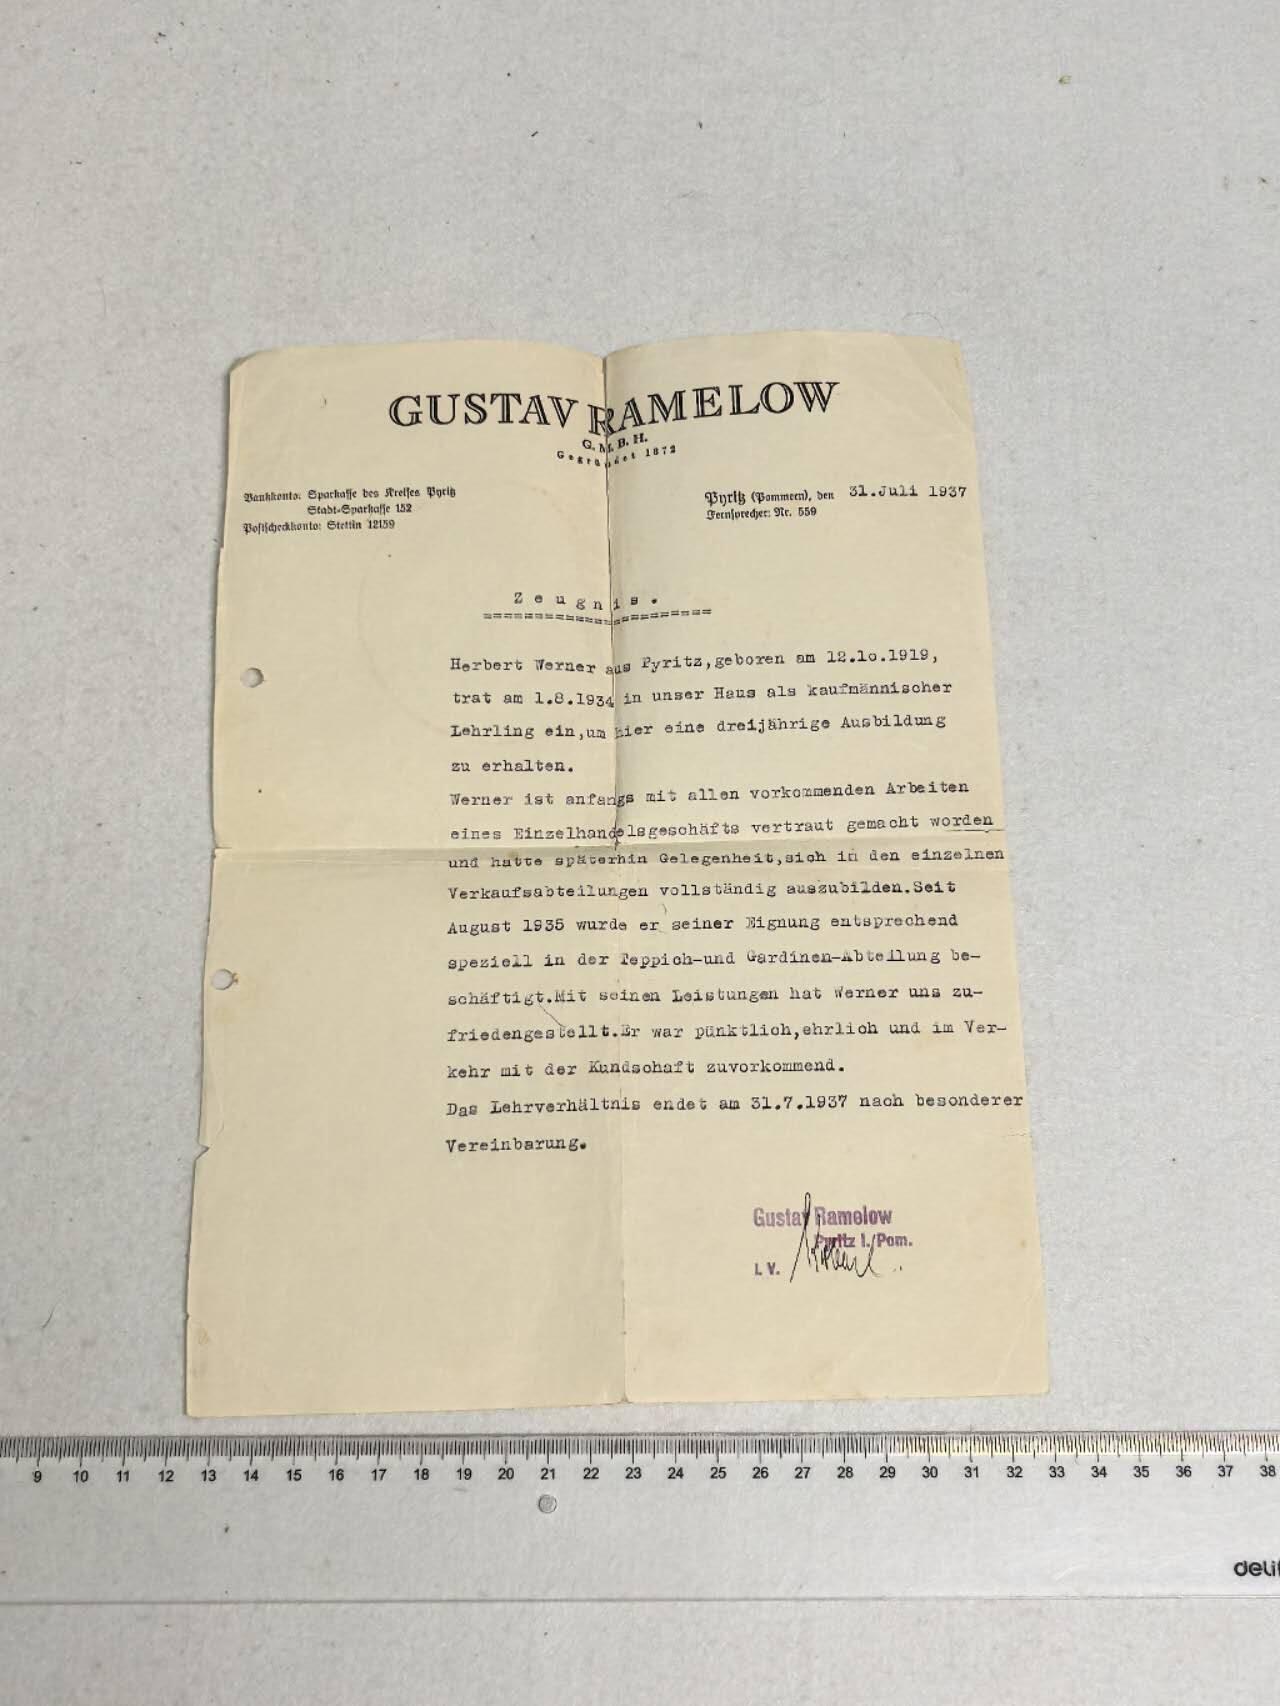 GUSTAV RAMELOW
G. M. B. H.
Gegründet 1872
Bankkonto: Sparkasse des Kreises Pyritz
Stadt-Sparkasse 152
Postscheckkonto: Stettin 12159
Pyritz (Pommern), den 31.Juli 1937
Fernsprecher: Nr. 559
Zeugnis.
======================
Herbert Werner aus Pyritz,geboren am 12.10.1919,
trat am 1.8.1934 in unser Haus als kaufmännischer
Lehrling ein,um hier eine dreijährige Ausbildung
zu erhalten.
Werner ist anfangs mit allen vorkommenden Arbeiten
eines Einzelhandelsgeschäfts vertraut gemacht worden
und hatte späterhin Gelegenheit,sich in den einzelnen
Verkaufsabteilungen vollständig auszubilden.Seit
August 1935 wurde er seiner Eignung entsprechend
speziell in der Teppich-und Gardinen-Abteilung be-
schäftigt.Mit seinen Leistungen hat Werner uns zu-
friedengestellt.Er war pünktlich,ehrlich und im Ver-
kehr mit der Kundschaft zuvorkommend.
Das Lehrverhältnis endet am 31.7.1937 nach besonderer
Vereinbarung.
Gustav Ramelow
Pyritz i. Pom.
i. V.
9 10 11 12 13 14 15 16 17 18 19 20 21 22 23 24 25 26 27 28 29 30 31 32 33 34 35 36 37 38
deli